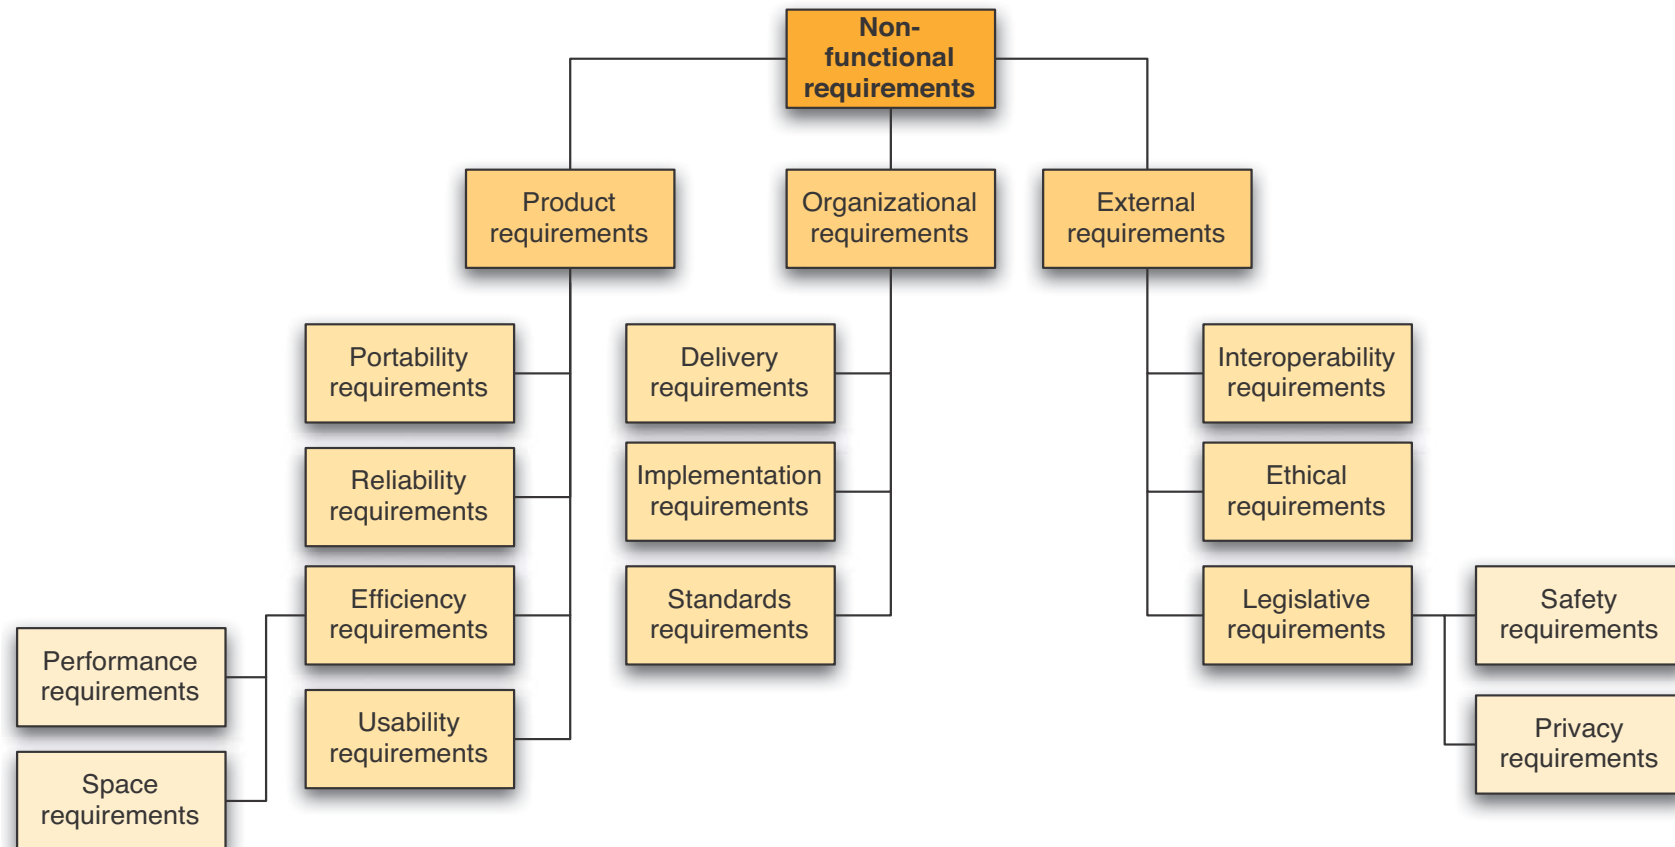 Non-
functional
requirements
Product
requirements
Organizational
requirements
External
requirements
Portability
requirements
Delivery
requirements
Interoperability
requirements
Reliability
requirements
Implementation
requirements
Ethical
requirements
Efficiency
requirements
Standards
requirements
Legislative
requirements
Safety
requirements
Performance
requirements
Usability
requirements
Privacy
requirements
Space
requirements